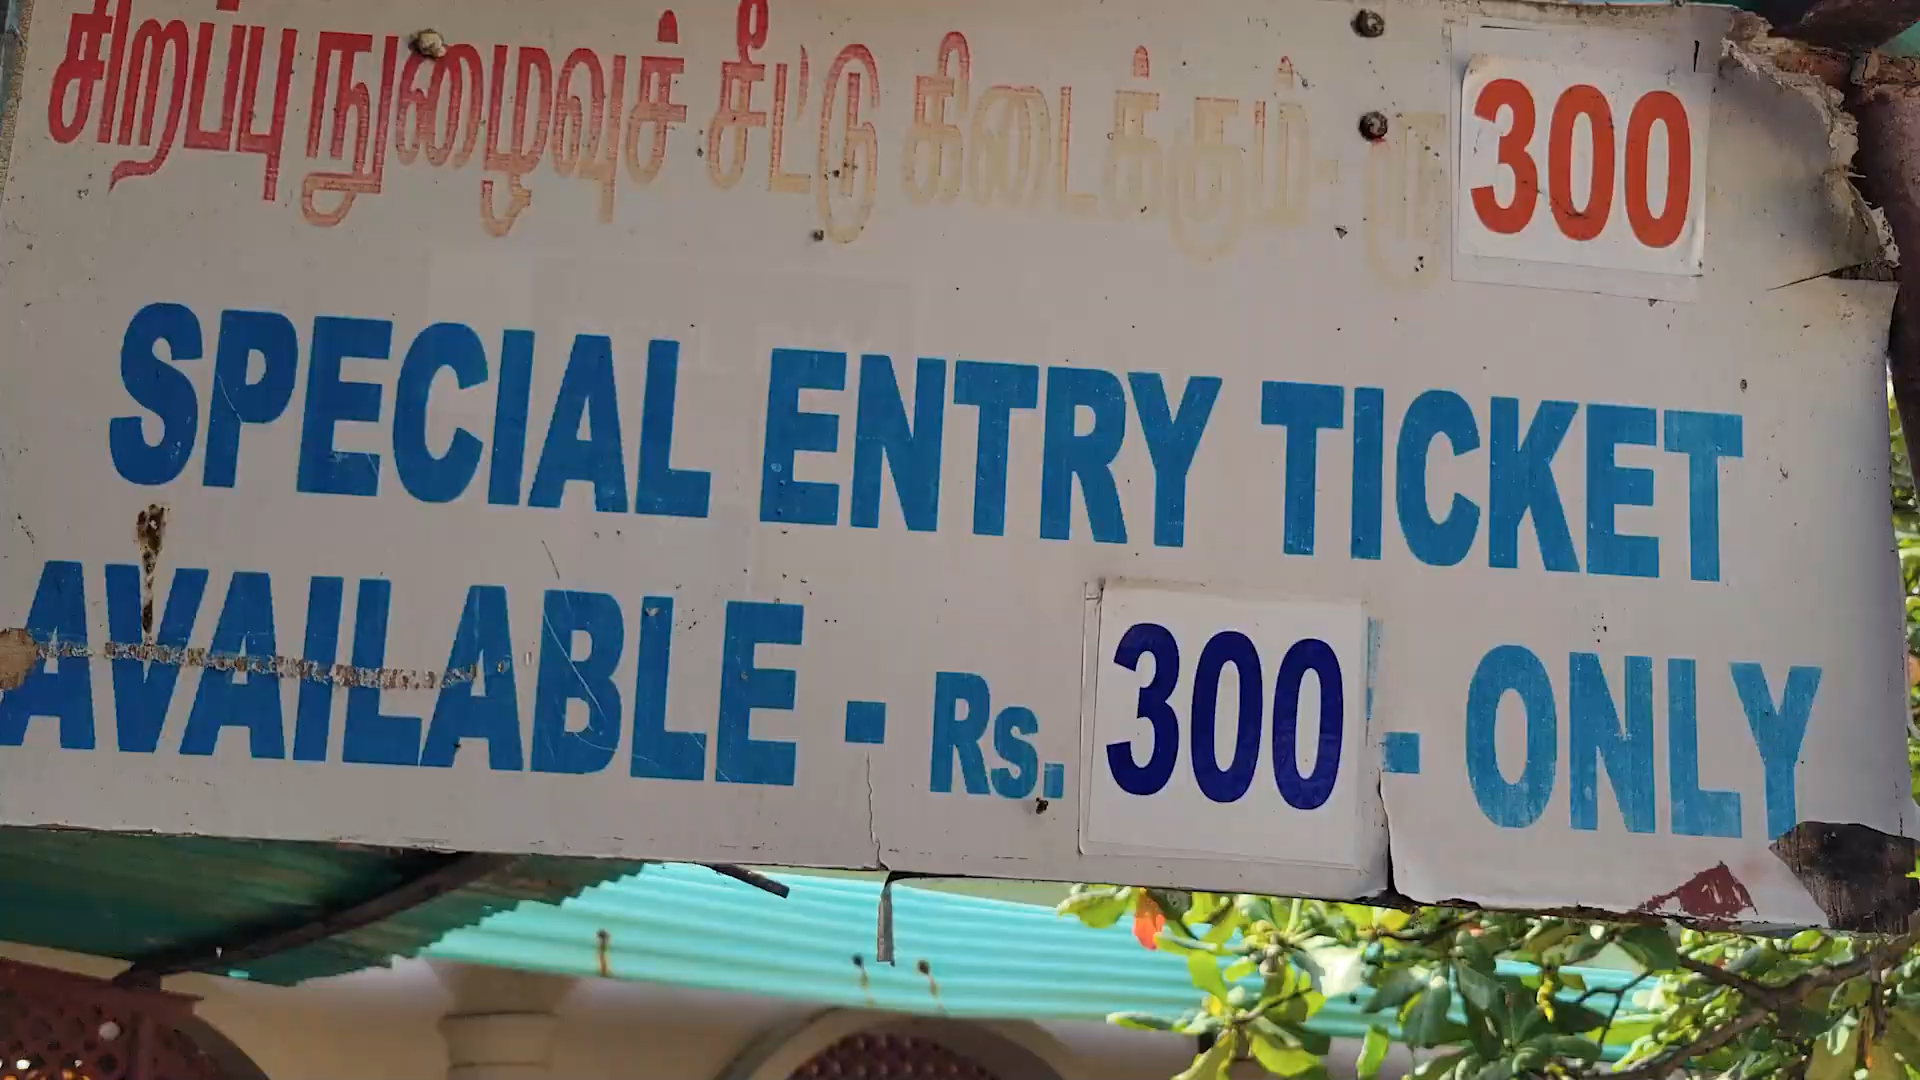 சிறப்பு நுழைவுச் சீட்டு கிடைக்கும்- ரூ 300
SPECIAL ENTRY TICKET
AVAILABLE - Rs. 300 - ONLY